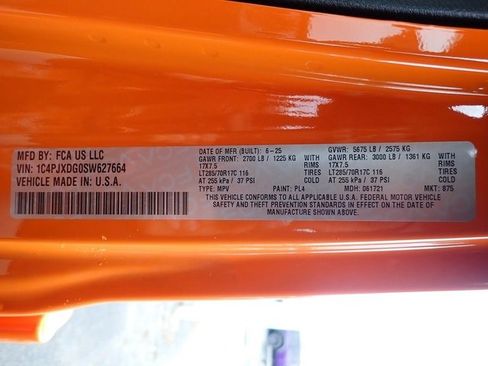 MFD BY: FCA US LLC
VIN: 1C4PJXDG0SW627664
VEHICLE MADE IN: U.S.A.
DATE OF MFR (BUILT): 6-25 GVWR: 5675 LB / 2575 KG
GAWR FRONT: 2700 LB / 1225 KG WITH GAWR REAR: 3000 LB / 1361 KG WITH
17X7.5 RIMS 17X7.5 RIMS
LT285/70R17C 116 TIRES LT285/70R17C 116 TIRES
AT 255 kPa / 37 PSI COLD AT 255 kPa / 37 PSI COLD
TYPE: MPV PAINT: PL4 MDH: 061721 MKT: 875
THIS VEHICLE CONFORMS TO ALL APPLICABLE U.S.A. FEDERAL MOTOR VEHICLE
SAFETY AND THEFT PREVENTION STANDARDS IN EFFECT ON THE DATE OF
MANUFACTURE SHOWN ABOVE.